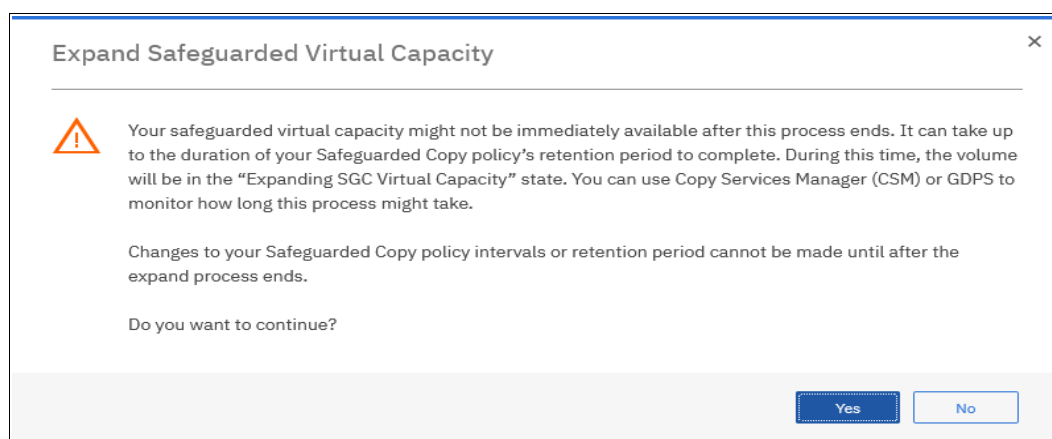 Expand Safeguarded Virtual Capacity
Your safeguarded virtual capacity might not be immediately available after this process ends. It can take up
to the duration of your Safeguarded Copy policy’s retention period to complete. During this time, the volume
will be in the “Expanding SGC Virtual Capacity” state. You can use Copy Services Manager (CSM) or GDPS to
monitor how long this process might take.
Changes to your Safeguarded Copy policy intervals or retention period cannot be made until after the
expand process ends.
Do you want to continue?
Yes No